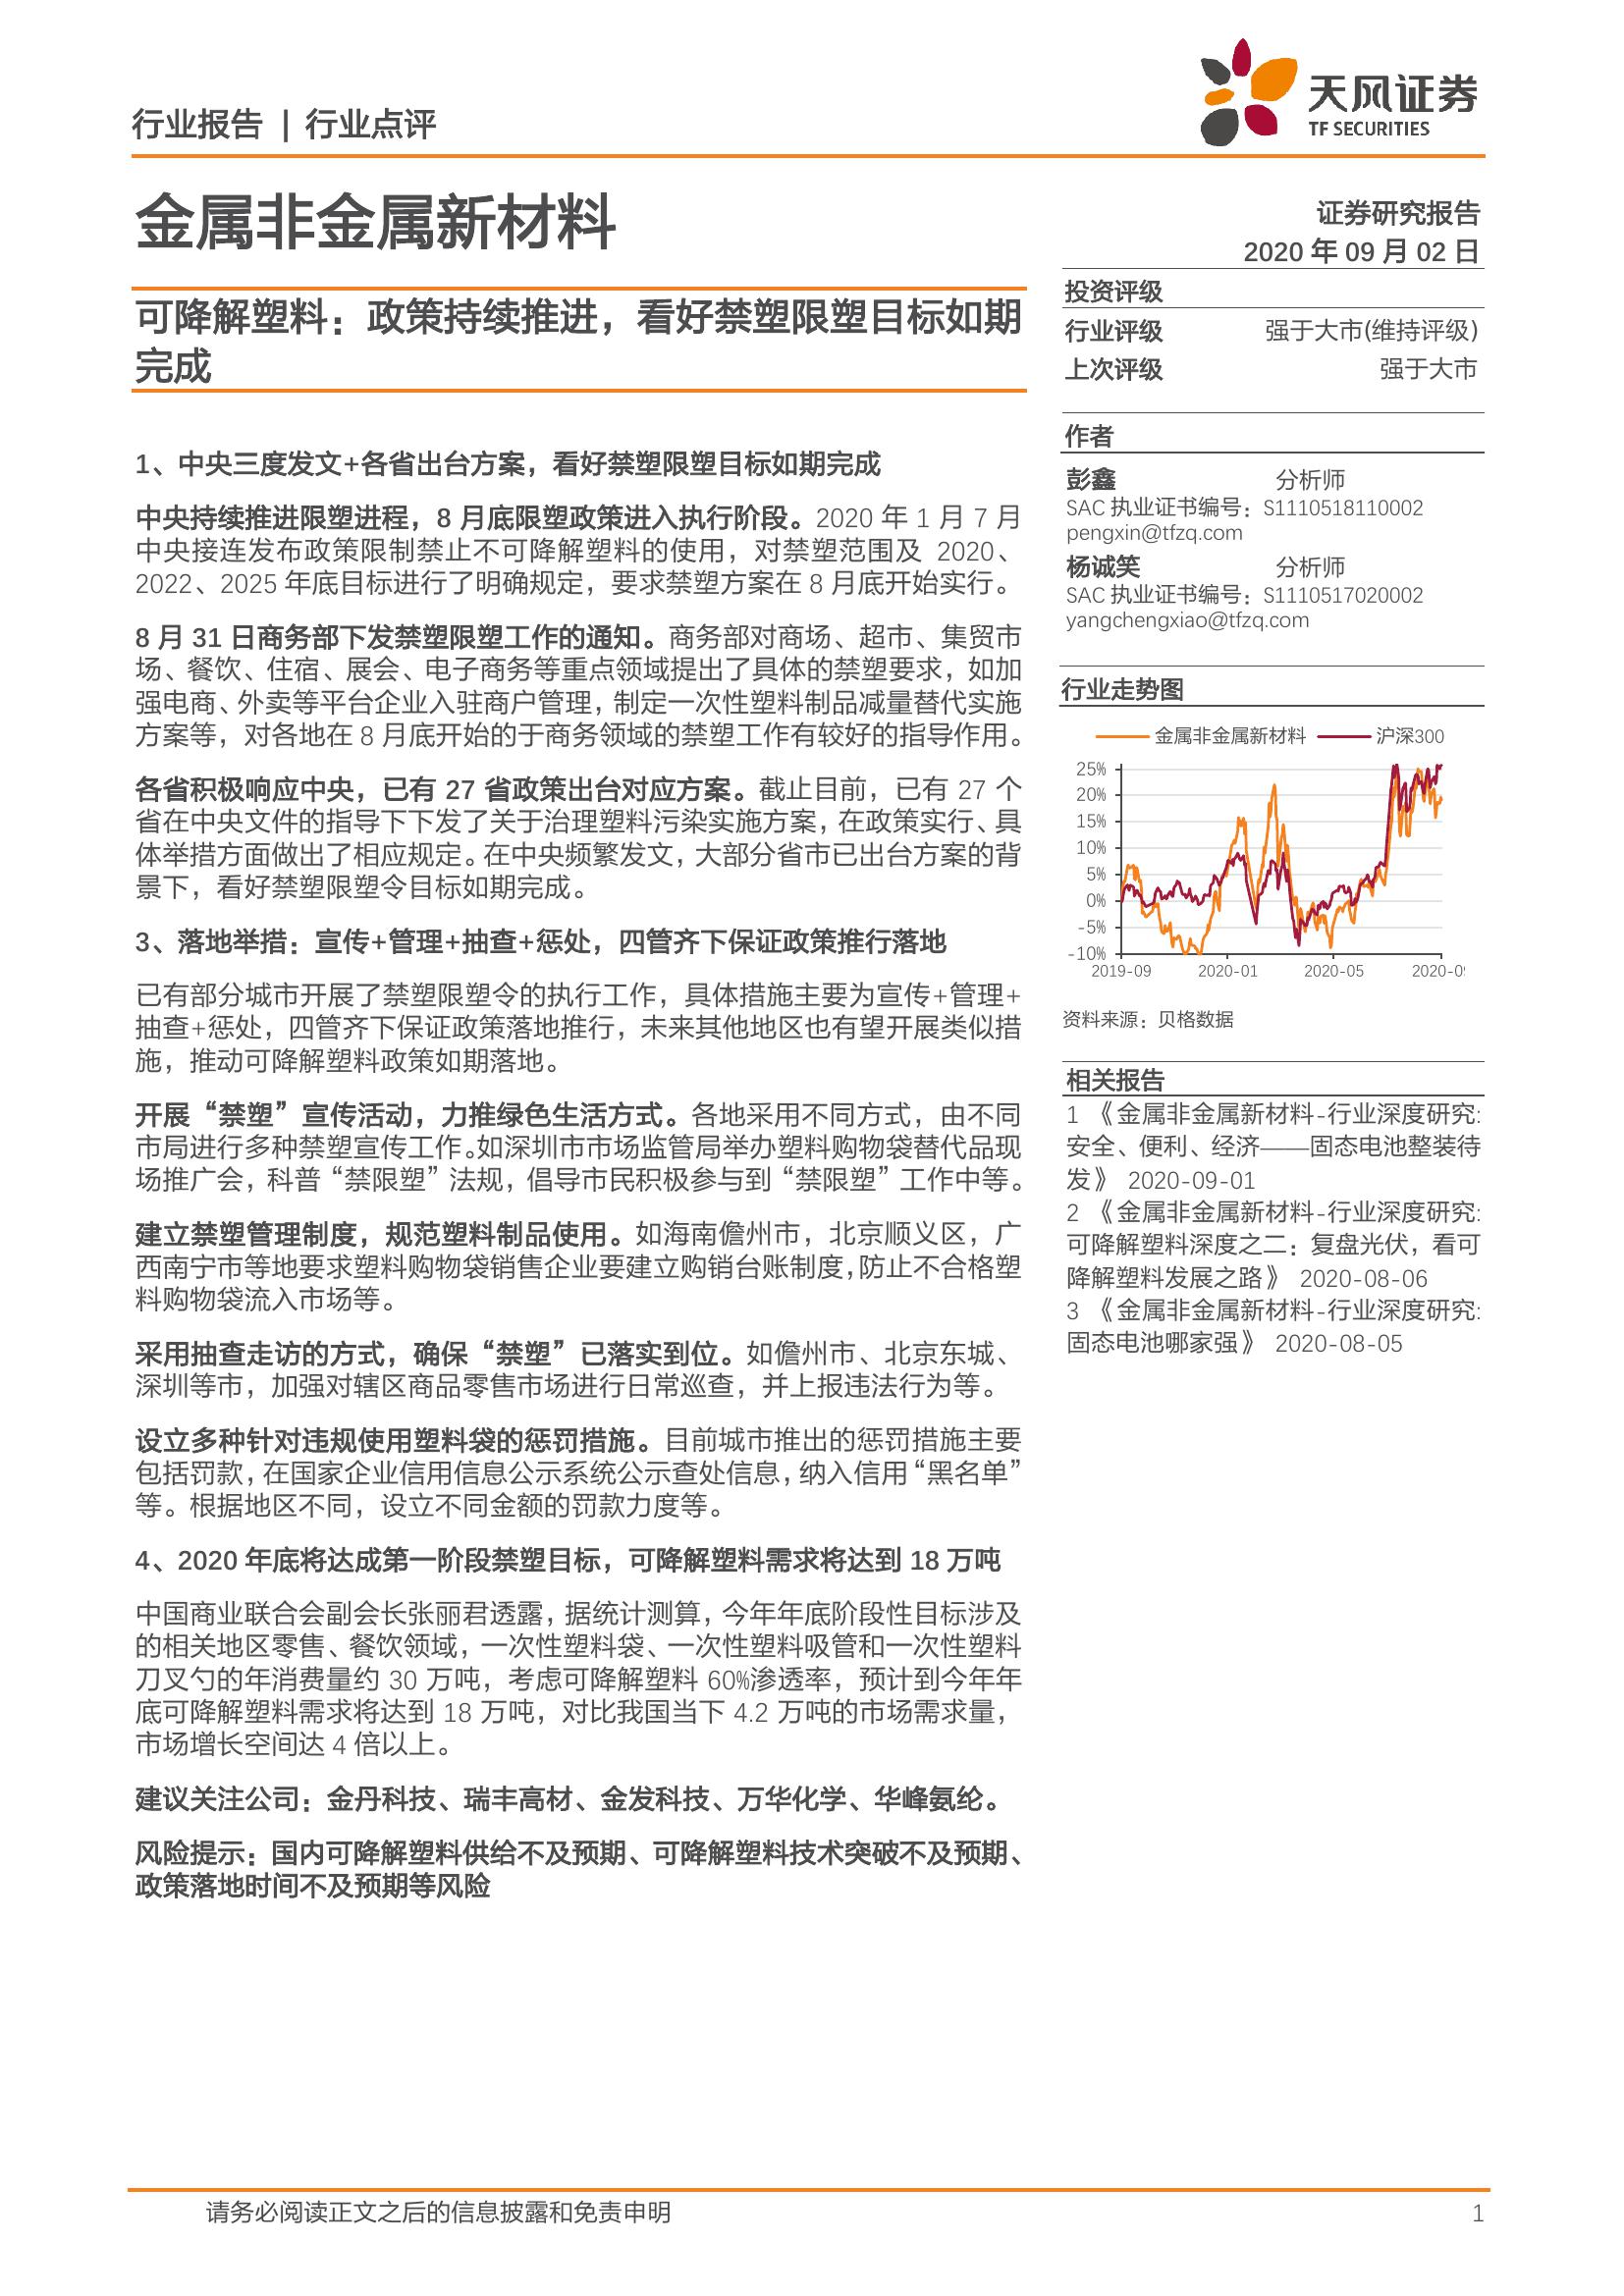 行业报告 | 行业点评
天风证券
TF SECURITIES
金属非金属新材料
可降解塑料：政策持续推进，看好禁塑限塑目标如期
完成
1、中央三度发文+各省出台方案，看好禁塑限塑目标如期完成
中央持续推进限塑进程，8 月底限塑政策进入执行阶段。2020 年 1 月 7 月
中央接连发布政策限制禁止不可降解塑料的使用，对禁塑范围及 2020、
2022、2025 年底目标进行了明确规定，要求禁塑方案在 8 月底开始实行。
8 月 31 日商务部下发禁塑限塑工作的通知。商务部对商场、超市、集贸市
场、餐饮、住宿、展会、电子商务等重点领域提出了具体的禁塑要求，如加
强电商、外卖等平台企业入驻商户管理，制定一次性塑料制品减量替代实施
方案等，对各地在 8 月底开始的于商务领域的禁塑工作有较好的指导作用。
各省积极响应中央，已有 27 省政策出台对应方案。截止目前，已有 27 个
省在中央文件的指导下下发了关于治理塑料污染实施方案，在政策实行、具
体举措方面做出了相应规定。在中央频繁发文，大部分省市已出台方案的背
景下，看好禁塑限塑令目标如期完成。
3、落地举措：宣传+管理+抽查+惩处，四管齐下保证政策推行落地
已有部分城市开展了禁塑限塑令的执行工作，具体措施主要为宣传+管理+
抽查+惩处，四管齐下保证政策落地推行，未来其他地区也有望开展类似措
施，推动可降解塑料政策如期落地。
开展“禁塑”宣传活动，力推绿色生活方式。各地采用不同方式，由不同
市局进行多种禁塑宣传工作。如深圳市市场监管局举办塑料购物袋替代品现
场推广会，科普“禁限塑”法规，倡导市民积极参与到“禁限塑”工作中等。
建立禁塑管理制度，规范塑料制品使用。如海南儋州市，北京顺义区，广
西南宁市等地要求塑料购物袋销售企业要建立购销台账制度，防止不合格塑
料购物袋流入市场等。
采用抽查走访的方式，确保“禁塑”已落实到位。如儋州市、北京东城、
深圳等市，加强对辖区商品零售市场进行日常巡查，并上报违法行为等。
设立多种针对违规使用塑料袋的惩罚措施。目前城市推出的惩罚措施主要
包括罚款，在国家企业信用信息公示系统公示查处信息，纳入信用“黑名单”
等。根据地区不同，设立不同金额的罚款力度等。
4、2020 年底将达成第一阶段禁塑目标，可降解塑料需求将达到 18 万吨
中国商业联合会副会长张丽君透露，据统计测算，今年年底阶段性目标涉及
的相关地区零售、餐饮领域，一次性塑料袋、一次性塑料吸管和一次性塑料
刀叉勺的年消费量约 30 万吨，考虑可降解塑料 60%渗透率，预计到今年年
底可降解塑料需求将达到 18 万吨，对比我国当下 4.2 万吨的市场需求量，
市场增长空间达 4 倍以上。
建议关注公司：金丹科技、瑞丰高材、金发科技、万华化学、华峰氨纶。
风险提示：国内可降解塑料供给不及预期、可降解塑料技术突破不及预期、
政策落地时间不及预期等风险
证券研究报告
2020 年 09 月 02 日
投资评级
行业评级 强于大市(维持评级)
上次评级 强于大市
作者
彭鑫 分析师
SAC 执业证书编号：S1110518110002
pengxin@tfzq.com
杨诚笑 分析师
SAC 执业证书编号：S1110517020002
yangchengxiao@tfzq.com
行业走势图
金属非金属新材料 沪深300
25%
20%
15%
10%
5%
0%
-5%
-10%
2019-09 2020-01 2020-05 2020-0
资料来源：贝格数据
相关报告
1 《金属非金属新材料-行业深度研究:
安全、便利、经济——固态电池整装待
发》 2020-09-01
2 《金属非金属新材料-行业深度研究:
可降解塑料深度之二：复盘光伏，看可
降解塑料发展之路》 2020-08-06
3 《金属非金属新材料-行业深度研究:
固态电池哪家强》 2020-08-05
请务必阅读正文之后的信息披露和免责申明 1